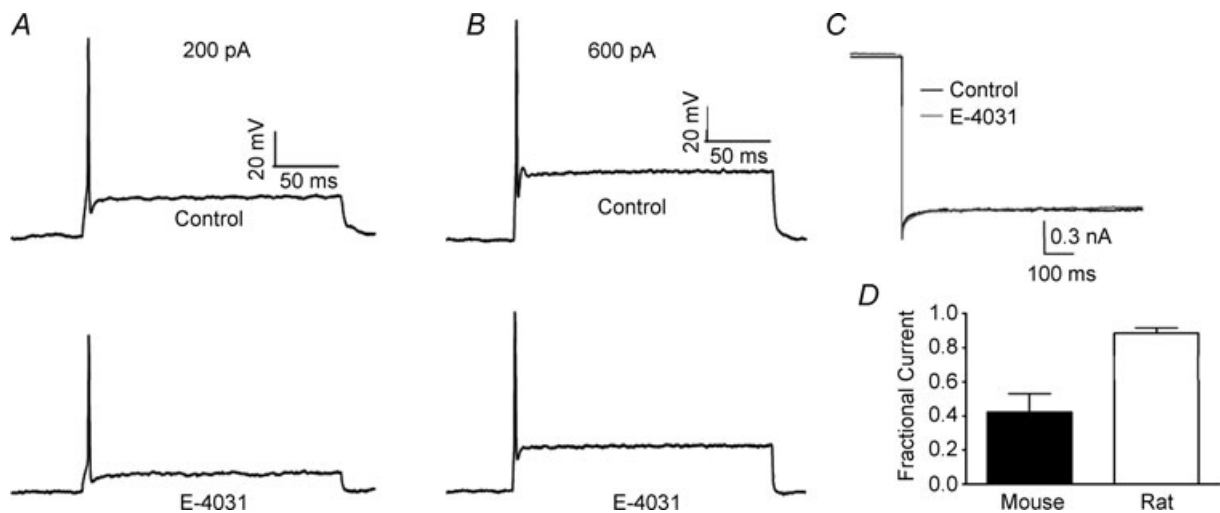 A
200 pA
20 mV
50 ms
Control
E-4031
B
600 pA
20 mV
50 ms
Control
E-4031
C
Control
E-4031
0.3 nA
100 ms
D
Fractional Current
1.0
0.8
0.6
0.4
0.2
0.0
Mouse
Rat